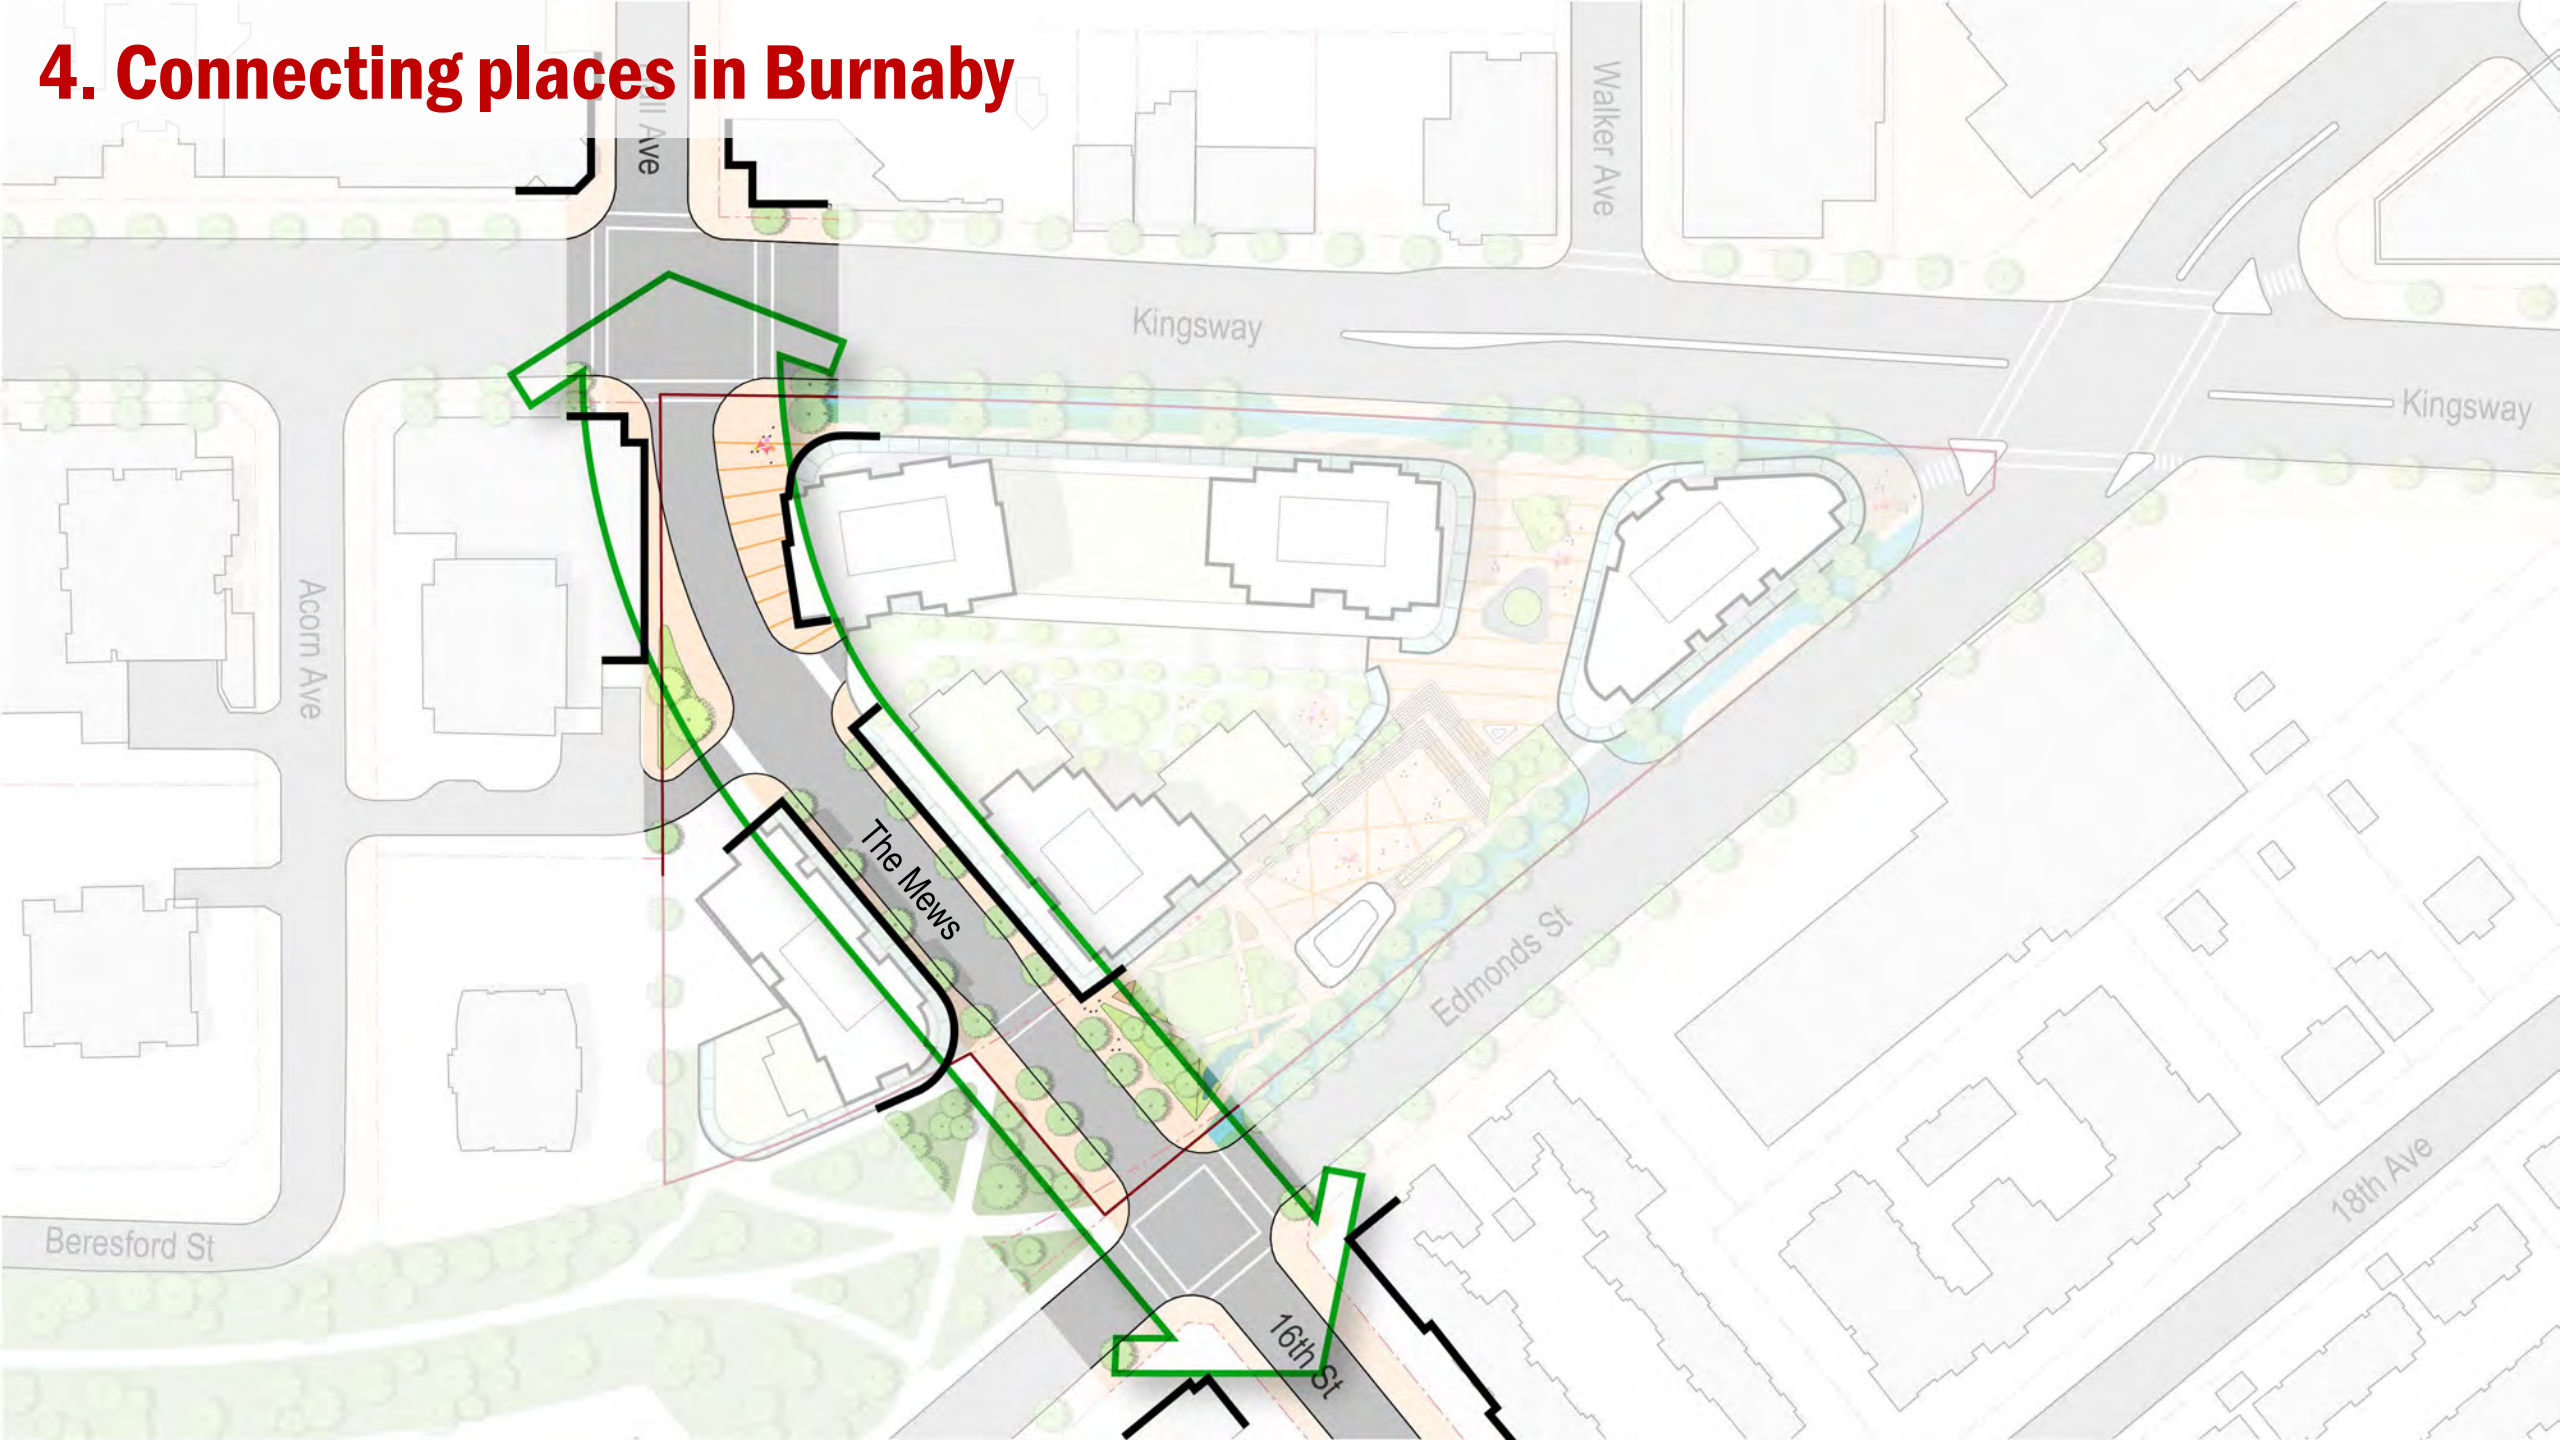 4. Connecting places in Burnaby
Ave
Walker Ave
Kingsway
Kingsway
Acorn Ave
The Mews
Edmonds St
18th Ave
Beresford St
16th St